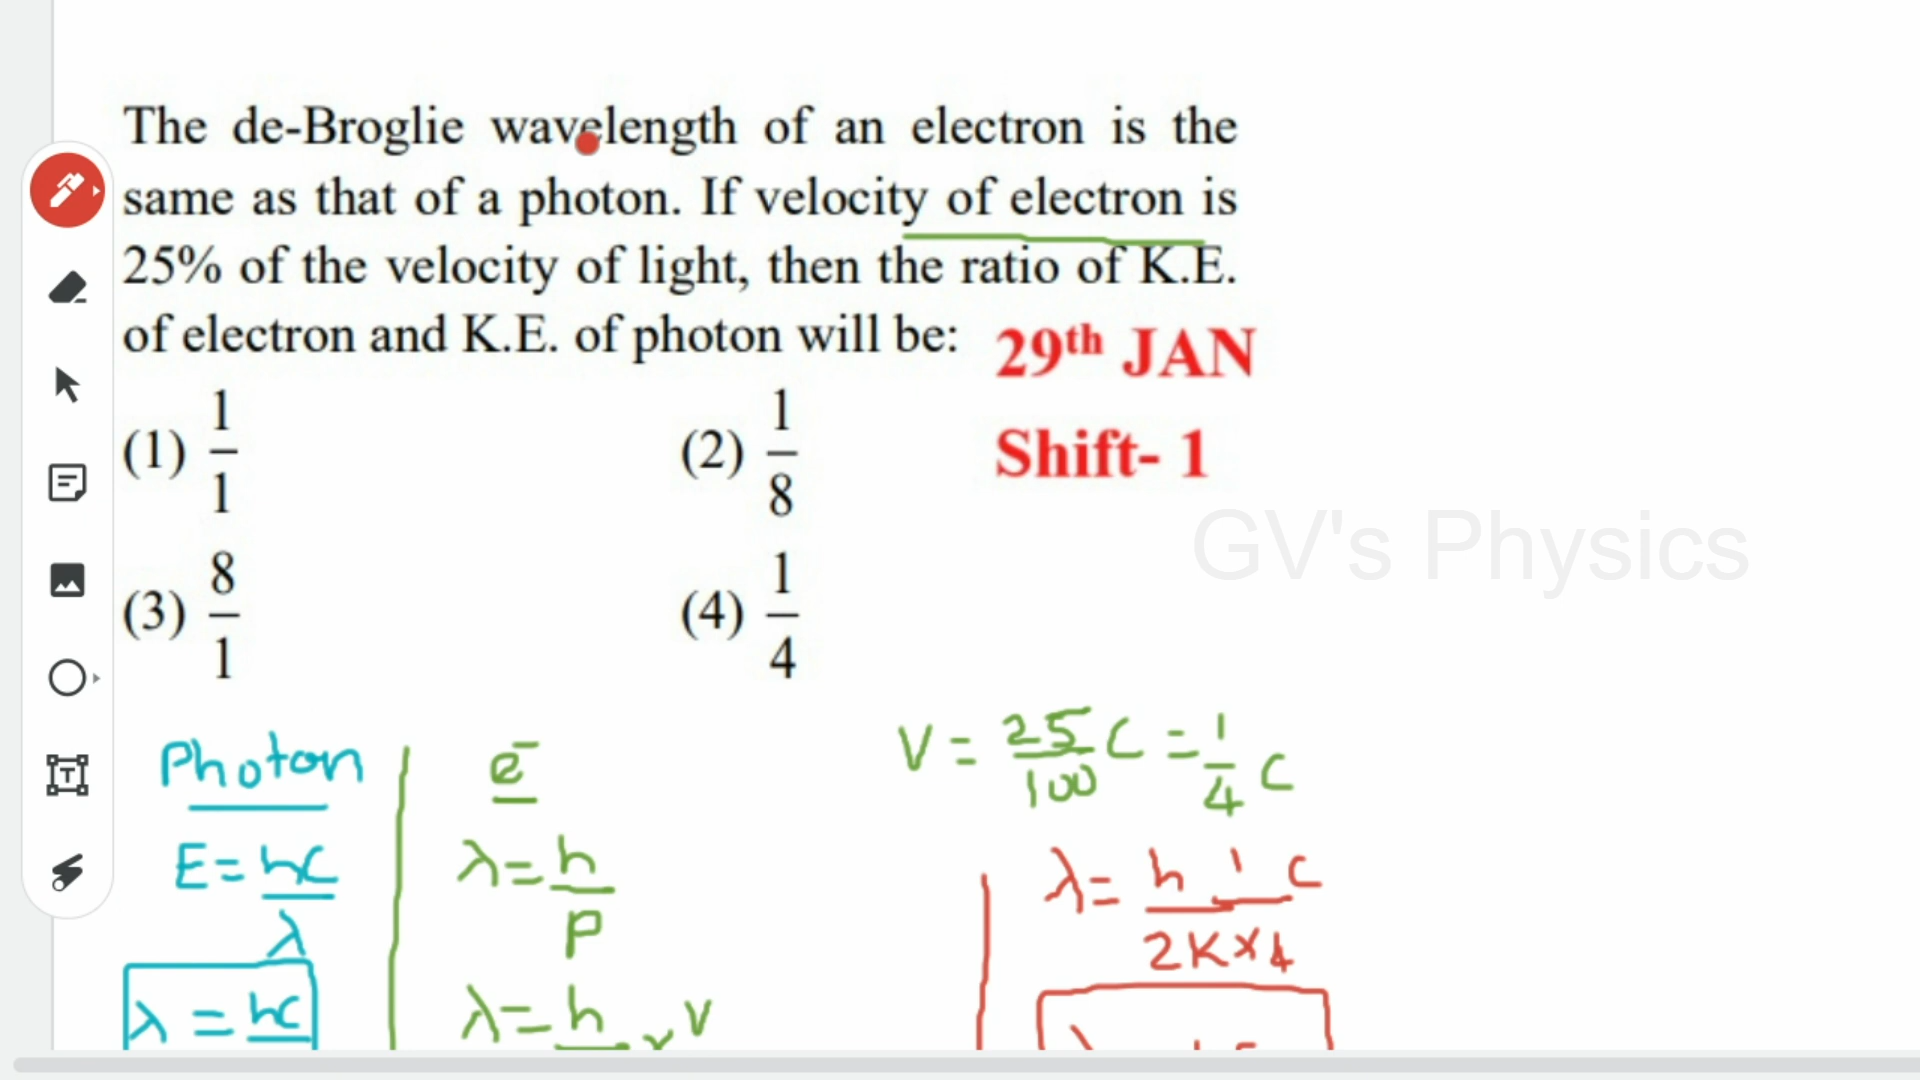 The de-Broglie wavelength of an electron is the
same as that of a photon. If velocity of electron is
25% of the velocity of light, then the ratio of K.E.
of electron and K.E. of photon will be:
29th JAN
Shift- 1
(1) 1/1
(2) 1/8
(3) 8/1
(4) 1/4
GV's Physics
Photon
E = hc/λ
λ = hc
e⁻
λ = h/P
λ = h × v
V = 25/100 C = 1/4 C
λ = h 1 C / 2K×4